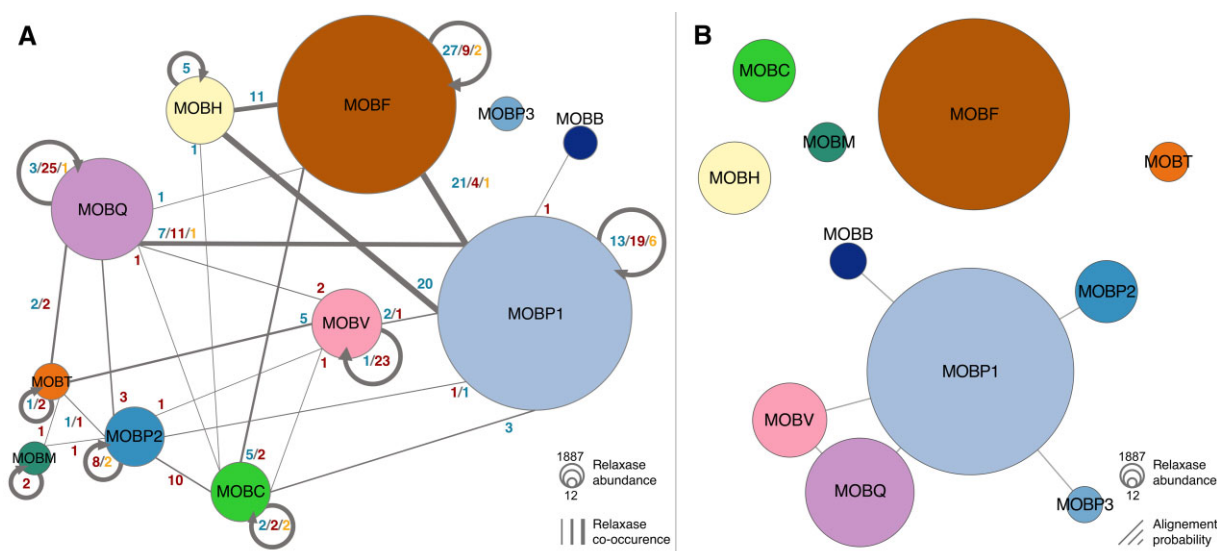 A
5
27/9/2
MOBH
11
MOBF
MOBP3
MOBB
1
3/25/1
MOBQ
1
21/4/1
1
7/11/1
1
13/19/6
20
2
MOBP1
2/2
5
MOBV
2/1
1
1/23
MOBT
1/2
3
1
1/1
1/1
1
MOBP2
3
MOBM
1
8/2
2
10
5/2
MOBC
2/2/2
1887
12
Relaxase
abundance
Relaxase
co-occurence
B
MOBC
MOBF
MOBM
MOBT
MOBH
MOBB
MOBP2
MOBP1
MOBV
MOBQ
MOBP3
1887
12
Relaxase
abundance
Alignement
probability